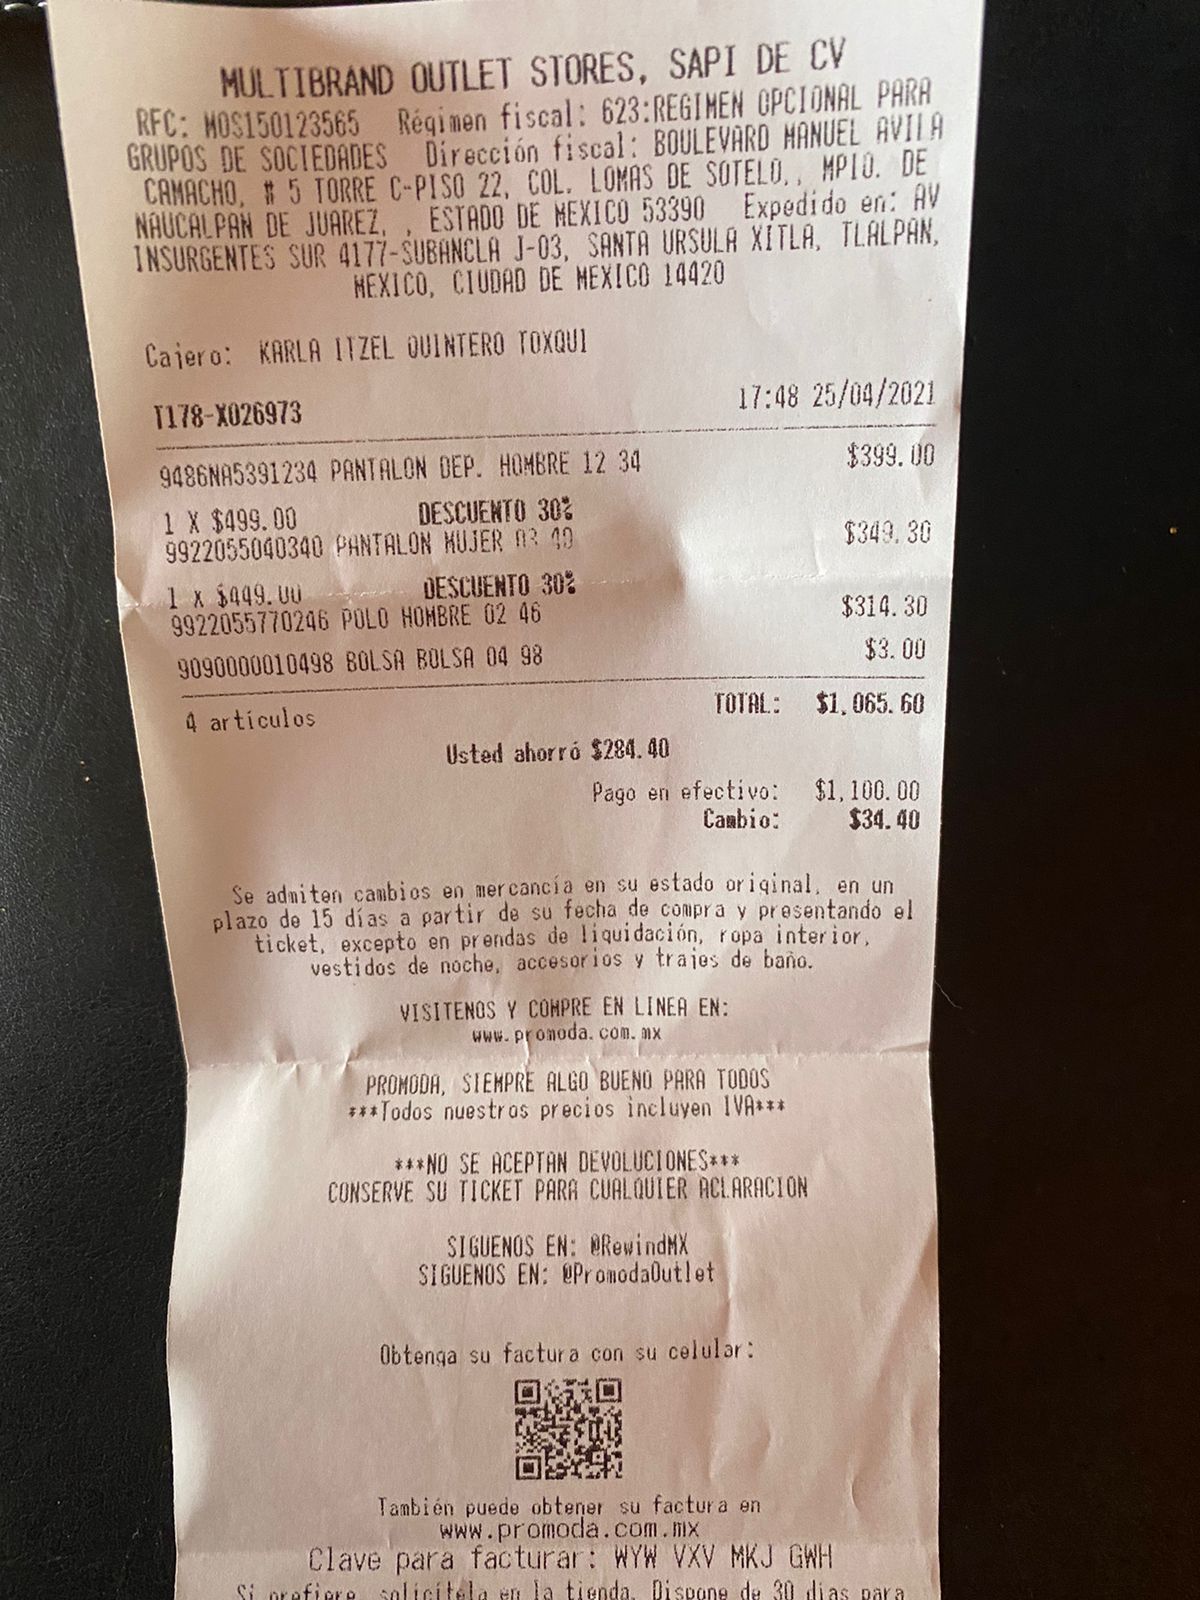 MULTIBRAND OUTLET STORES, SAPI DE CV
RFC: MOS150123565 Régimen fiscal: 623:REGIMEN OPCIONAL PARA
GRUPOS DE SOCIEDADES Dirección fiscal: BOULEVARD MANUEL AVILA
CAMACHO, # 5 TORRE C-PISO 22, COL. LOMAS DE SOTELO,, MPIO. DE
NAUCALPAN DE JUAREZ, , ESTADO DE MEXICO 53390 Expedido en: AV
INSURGENTES SUR 4177-SUBANCLA J-03, SANTA URSULA XITLA, TLALPAN,
MEXICO, CIUDAD DE MEXICO 14420
Cajero: KARLA ITZEL QUINTERO TOXQUI
T178-X026973 17:48 25/04/2021
9486NA5391234 PANTALON DEP. HOMBRE 12 34 $399.00
1 X $499.00 DESCUENTO 30%
9922055040340 PANTALON MUJER 03 40 $349.30
1 X $449.00 DESCUENTO 30%
9922055770246 POLO HOMBRE 02 46 $314.30
9090000010498 BOLSA BOLSA 04 98 $3.00
4 artículos TOTAL: $1,065.60
Usted ahorró $284.40
Pago en efectivo: $1,100.00
Cambio: $34.40
Se admiten cambios en mercancía en su estado original, en un
plazo de 15 días a partir de su fecha de compra y presentando el
ticket, excepto en prendas de liquidación, ropa interior,
vestidos de noche, accesorios y trajes de baño.
VISITENOS Y COMPRE EN LINEA EN:
www.promoda.com.mx
PROMODA, SIEMPRE ALGO BUENO PARA TODOS
***Todos nuestros precios incluyen IVA***
***NO SE ACEPTAN DEVOLUCIONES***
CONSERVE SU TICKET PARA CUALQUIER ACLARACION
SIGUENOS EN: @RewindMX
SIGUENOS EN: @PromodaOutlet
Obtenga su factura con su celular:
También puede obtener su factura en
www.promoda.com.mx
Clave para facturar: WYW VXV MKJ GWH
Si prefiere, solicítela en la tienda. Dispone de 30 días para